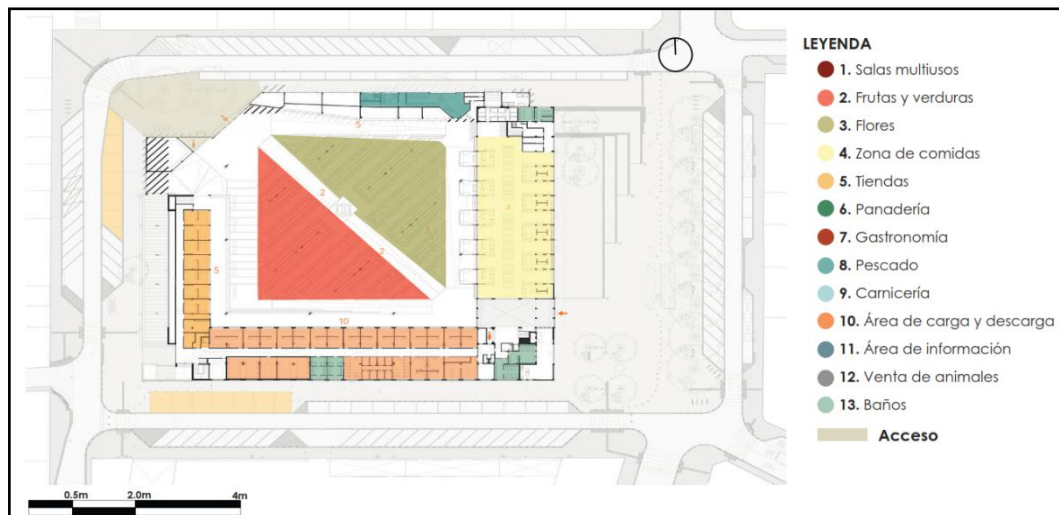 LEYENDA
1. Salas multiusos
2. Frutas y verduras
3. Flores
4. Zona de comidas
5. Tiendas
6. Panadería
7. Gastronomía
8. Pescado
9. Carnicería
10. Área de carga y descarga
11. Área de información
12. Venta de animales
13. Baños
Acceso
5
2
3
4
2
5
10
0.5m 2.0m 4m